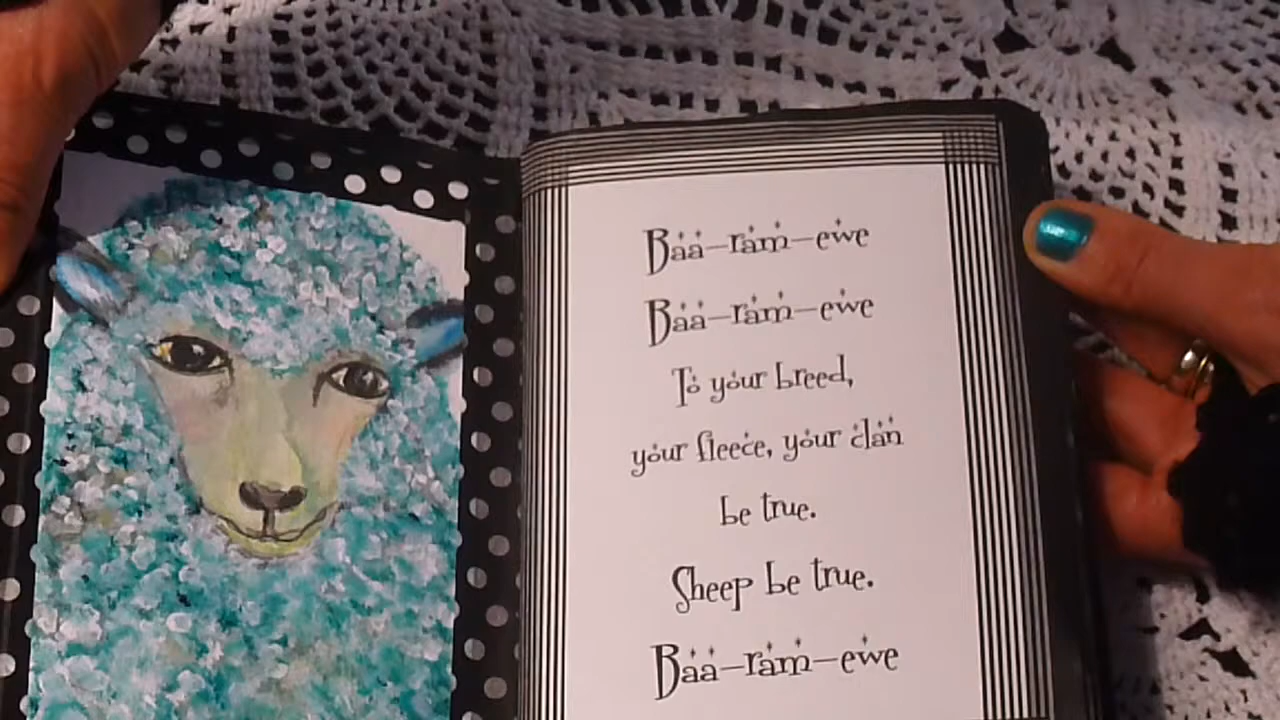 Baa-ram-ewe
Baa-ram-ewe
To your breed,
your fleece, your clan
be true.
Sheep be true.
Baa-ram-ewe